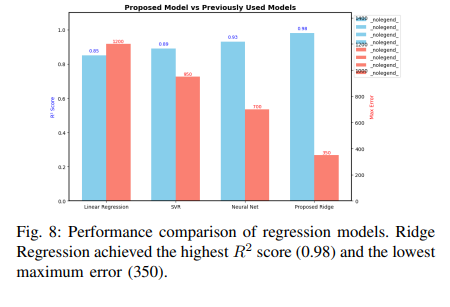 Proposed Model vs Previously Used Models
1.0
0.8
0.6
0.4
0.2
0.0
R² Score
0.85
1200
0.89
950
0.93
700
0.98
350
Linear Regression
SVR
Neural Net
Proposed Ridge
1400
1200
1000
800
600
400
200
0
Max Error
_nolegend_
_nolegend_
_nolegend_
_nolegend_
_nolegend_
_nolegend_
_nolegend_
_nolegend_
Fig. 8: Performance comparison of regression models. Ridge
Regression achieved the highest R² score (0.98) and the lowest
maximum error (350).